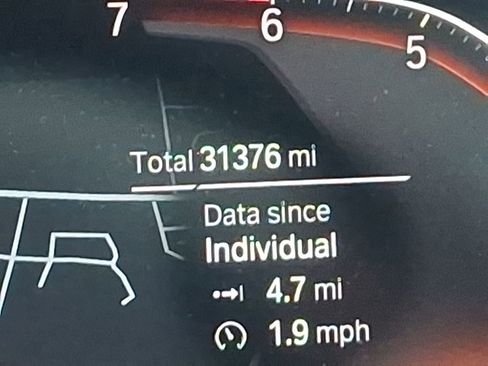 7 6 5
Total 31376 mi
Data since
Individual
4.7 mi
1.9 mph